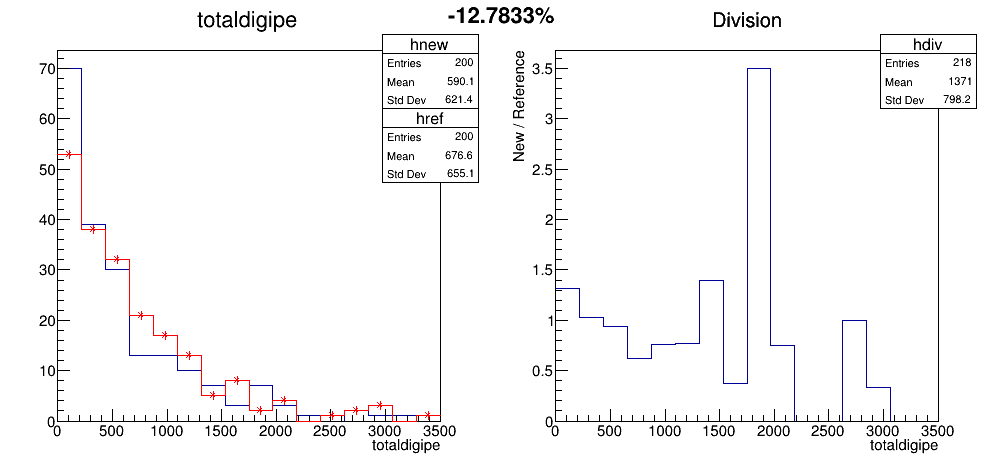 -12.7833%
totaldigipe
hnew
Entries 200
Mean 590.1
Std Dev 621.4
href
Entries 200
Mean 676.6
Std Dev 655.1
70
60
50
40
30
20
10
0
0 500 1000 1500 2000 2500 3000 3500
totaldigipe
Division
hdiv
Entries 218
Mean 1371
Std Dev 798.2
New / Reference
3.5
3
2.5
2
1.5
1
0.5
0
0 500 1000 1500 2000 2500 3000 3500
totaldigipe